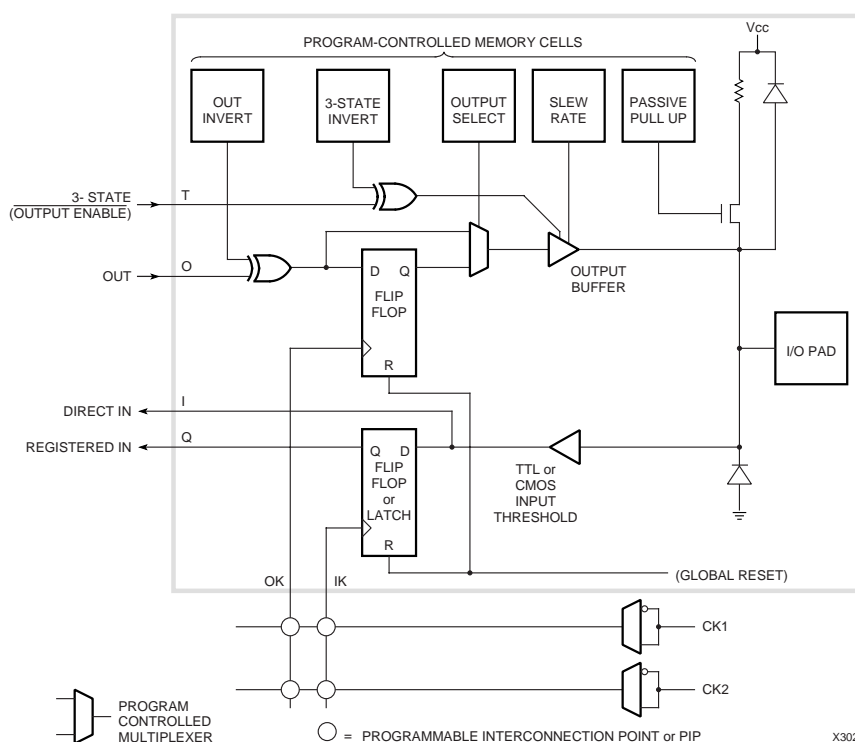 Vcc
PROGRAM-CONTROLLED MEMORY CELLS
OUT
INVERT
3-STATE
INVERT
OUTPUT
SELECT
SLEW
RATE
PASSIVE
PULL UP
3- STATE
(OUTPUT ENABLE)
T
OUT
O
D Q
FLIP
FLOP
R
OUTPUT
BUFFER
I/O PAD
DIRECT IN
I
REGISTERED IN
Q
Q D
FLIP
FLOP
or
LATCH
R
TTL or
CMOS
INPUT
THRESHOLD
OK
IK
(GLOBAL RESET)
CK1
CK2
PROGRAM
CONTROLLED
MULTIPLEXER
= PROGRAMMABLE INTERCONNECTION POINT or PIP
X302